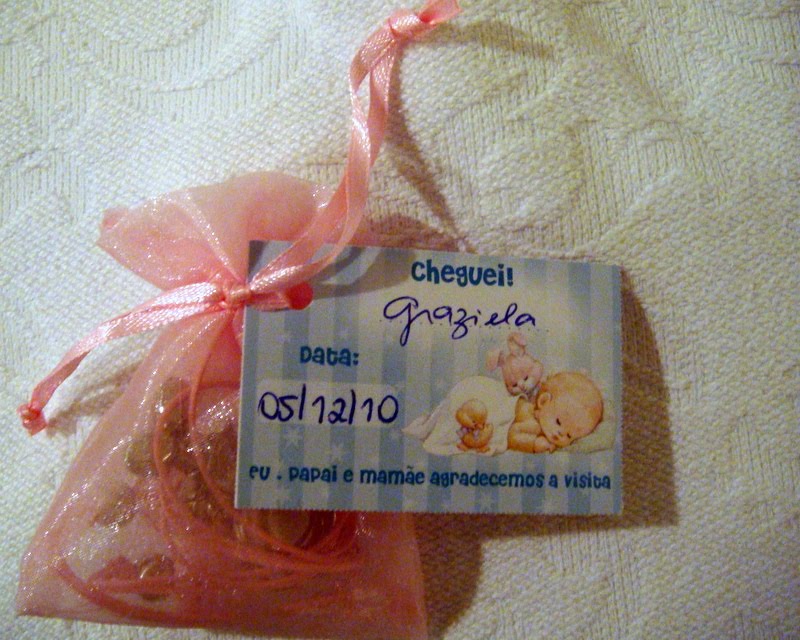 Cheguei!
Graziela
Data:
05/12/10
eu . papai e mamãe agradecemos a visita